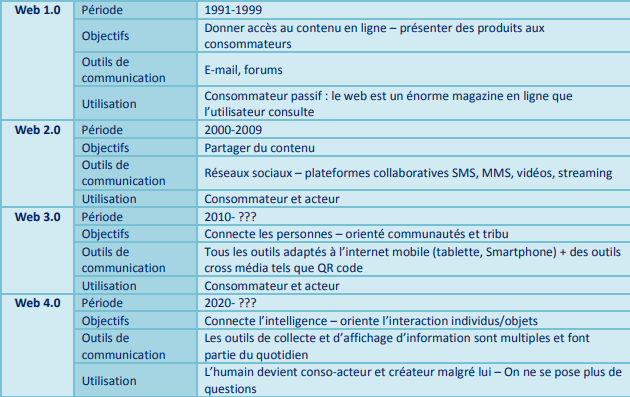 Web 1.0 Période 1991-1999
Objectifs Donner accès au contenu en ligne – présenter des produits aux
consommateurs
Outils de
communication E-mail, forums
Utilisation Consommateur passif : le web est un énorme magazine en ligne que
l’utilisateur consulte
Web 2.0 Période 2000-2009
Objectifs Partager du contenu
Outils de
communication Réseaux sociaux – plateformes collaboratives SMS, MMS, vidéos, streaming
Utilisation Consommateur et acteur
Web 3.0 Période 2010- ???
Objectifs Connecte les personnes – orienté communautés et tribu
Outils de Tous les outils adaptés à l’internet mobile (tablette, Smartphone) + des outils
communication cross média tels que QR code
Utilisation Consommateur et acteur
Web 4.0 Période 2020- ???
Objectifs Connecte l’intelligence – oriente l’interaction individus/objets
Outils de Les outils de collecte et d’affichage d’information sont multiples et font
communication partie du quotidien
Utilisation L’humain devient conso-acteur et créateur malgré lui – On ne se pose plus de
questions